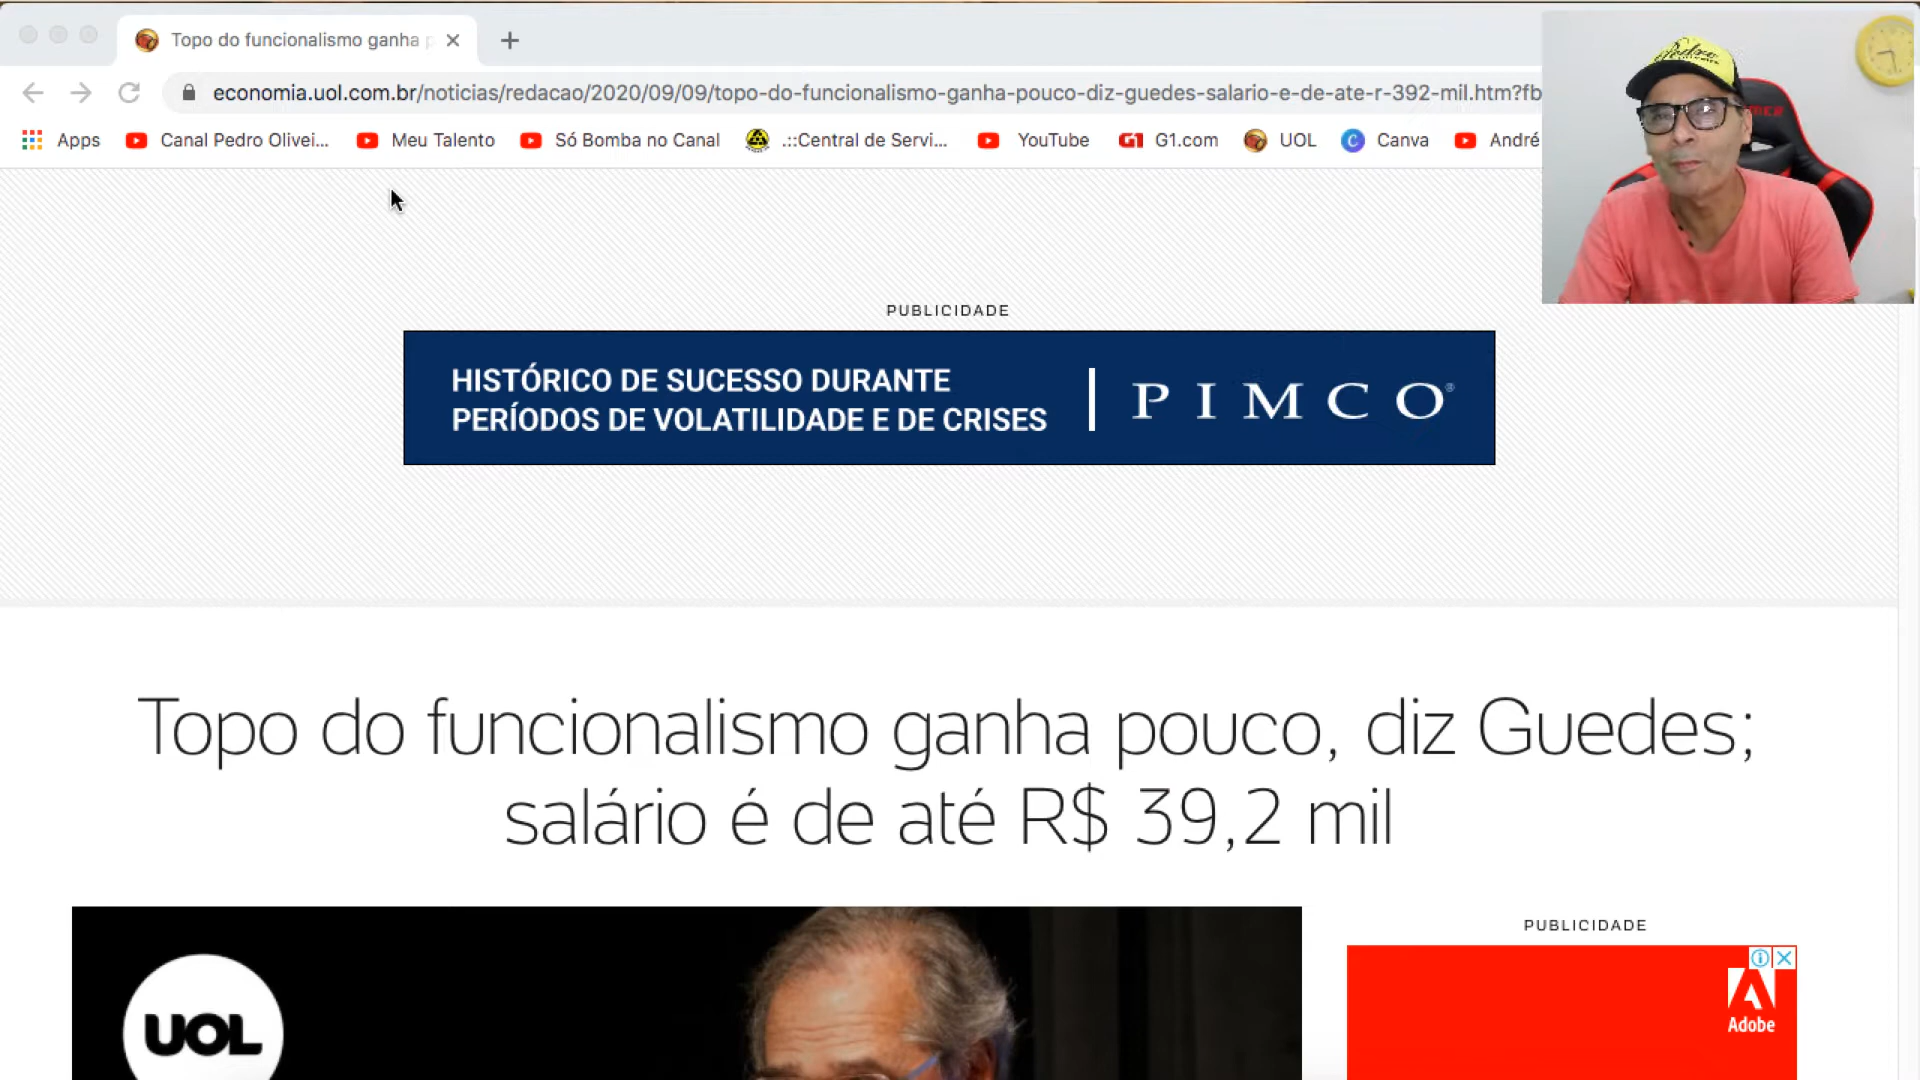 Topo do funcionalismo ganha
economia.uol.com.br/noticias/redacao/2020/09/09/topo-do-funcionalismo-ganha-pouco-diz-guedes-salario-e-de-ate-r-392-mil.htm?fb
Apps Canal Pedro Olivei... Meu Talento Só Bomba no Canal .::Central de Servi... YouTube G1 G1.com UOL C Canva André
PUBLICIDADE
HISTÓRICO DE SUCESSO DURANTE
PERÍODOS DE VOLATILIDADE E DE CRISES
PIMCO®
Topo do funcionalismo ganha pouco, diz Guedes;
salário é de até R$ 39,2 mil
PUBLICIDADE
UOL
Adobe